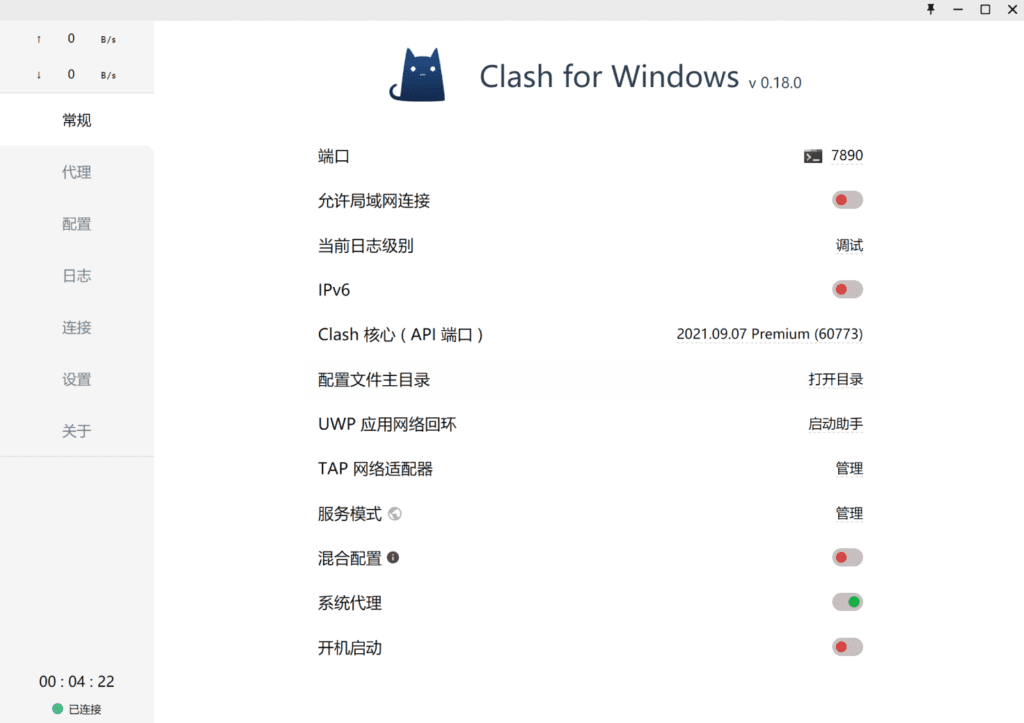 ↑ 0 B/s
↓ 0 B/s
常规
代理
配置
日志
连接
设置
关于
00 : 04 : 22
已连接
Clash for Windows v 0.18.0
端口 7890
允许局域网连接
当前日志级别 调试
IPv6
Clash 核心 ( API 端口 ) 2021.09.07 Premium (60773)
配置文件主目录 打开目录
UWP 应用网络回环 启动助手
TAP 网络适配器 管理
服务模式 管理
混合配置
系统代理
开机启动